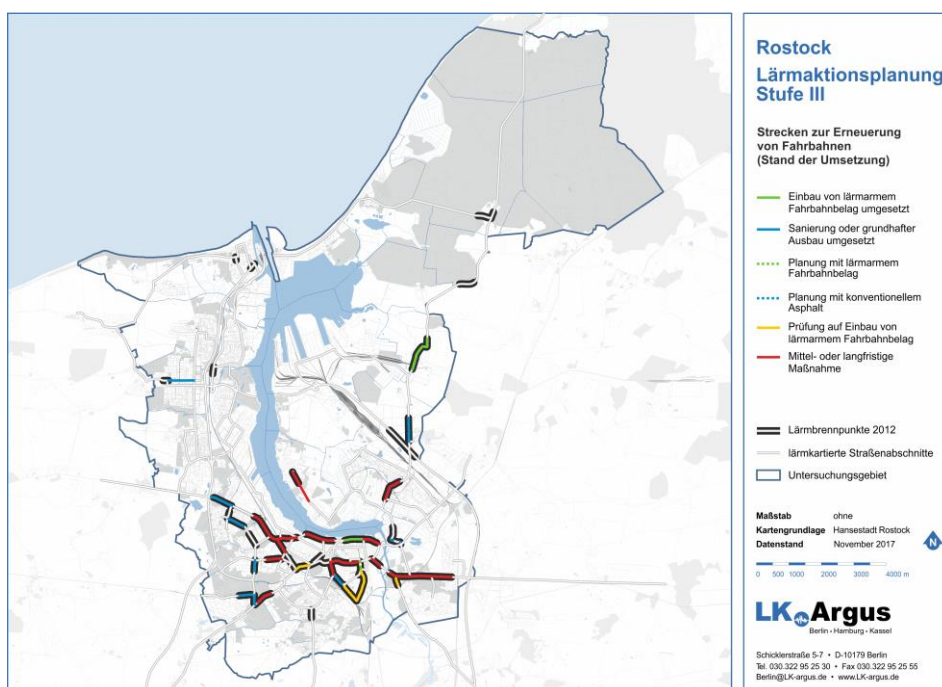 Rostock
Lärmaktionsplanung
Stufe III
Strecken zur Erneuerung
von Fahrbahnen
(Stand der Umsetzung)
Einbau von lärmarmem
Fahrbahnbelag umgesetzt
Sanierung oder grundhafter
Ausbau umgesetzt
Planung mit lärmarmem
Fahrbahnbelag
Planung mit konventionellem
Asphalt
Prüfung auf Einbau von
lärmarmem Fahrbahnbelag
Mittel- oder langfristige
Maßnahme
Lärmbrennpunkte 2012
lärmkartierte Straßenabschnitte
Untersuchungsgebiet
Maßstab ohne
Kartengrundlage Hansestadt Rostock
Datenstand November 2017
N
0 500 1000 2000 3000 4000 m
LK Argus
Berlin • Hamburg • Kassel
Schicklerstraße 5-7 • D-10179 Berlin
Tel. 030.322 95 25 30 • Fax 030.322 95 25 55
Berlin@LK-argus.de • www.LK-argus.de